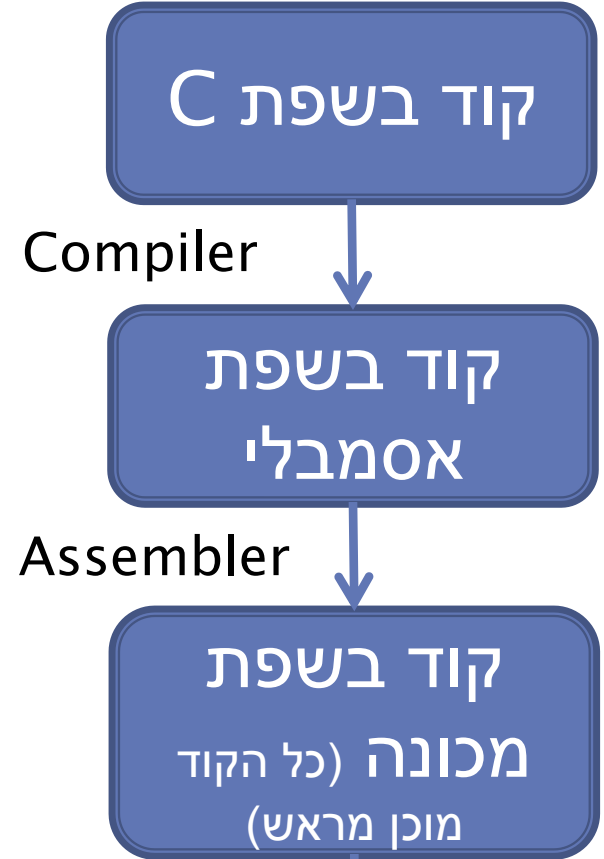 קוד בשפת C
Compiler
קוד בשפת
אסמבלי
Assembler
קוד בשפת
מכונה (כל הקוד
מוכן מראש)